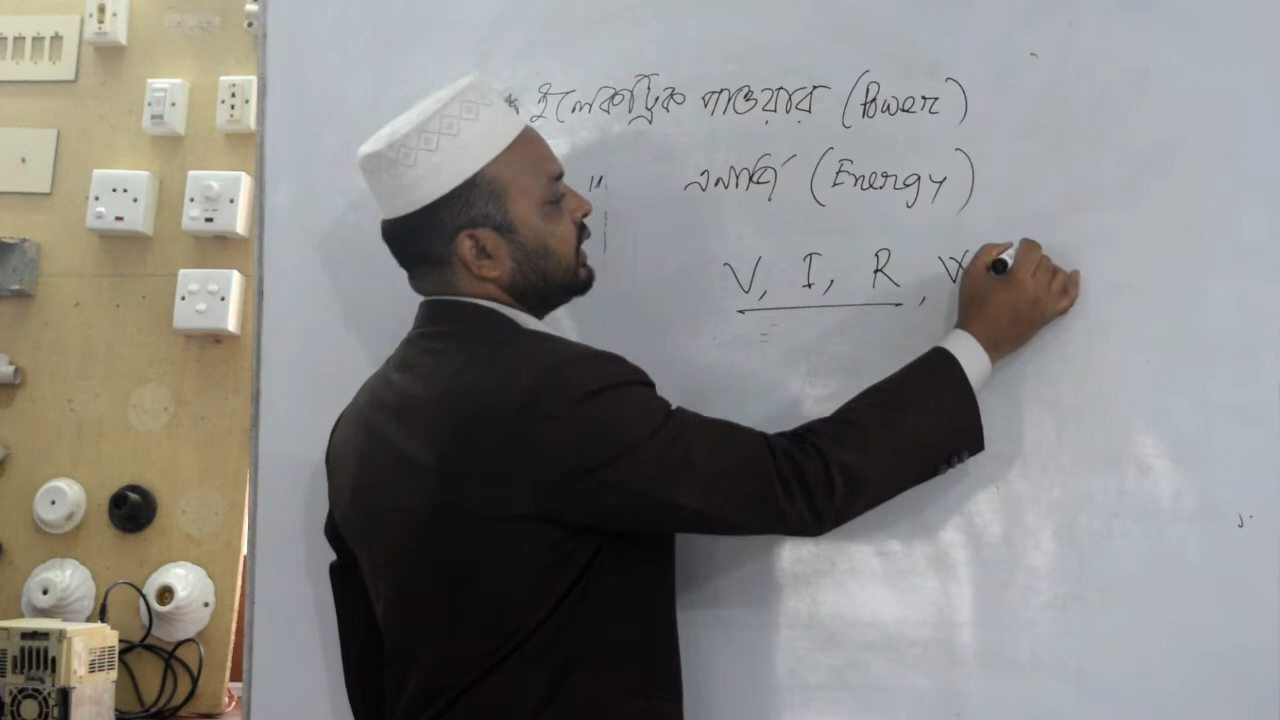 ইলেকট্রিক পাওয়ার (Power)
" এনার্জি (Energy)
V, I, R, W